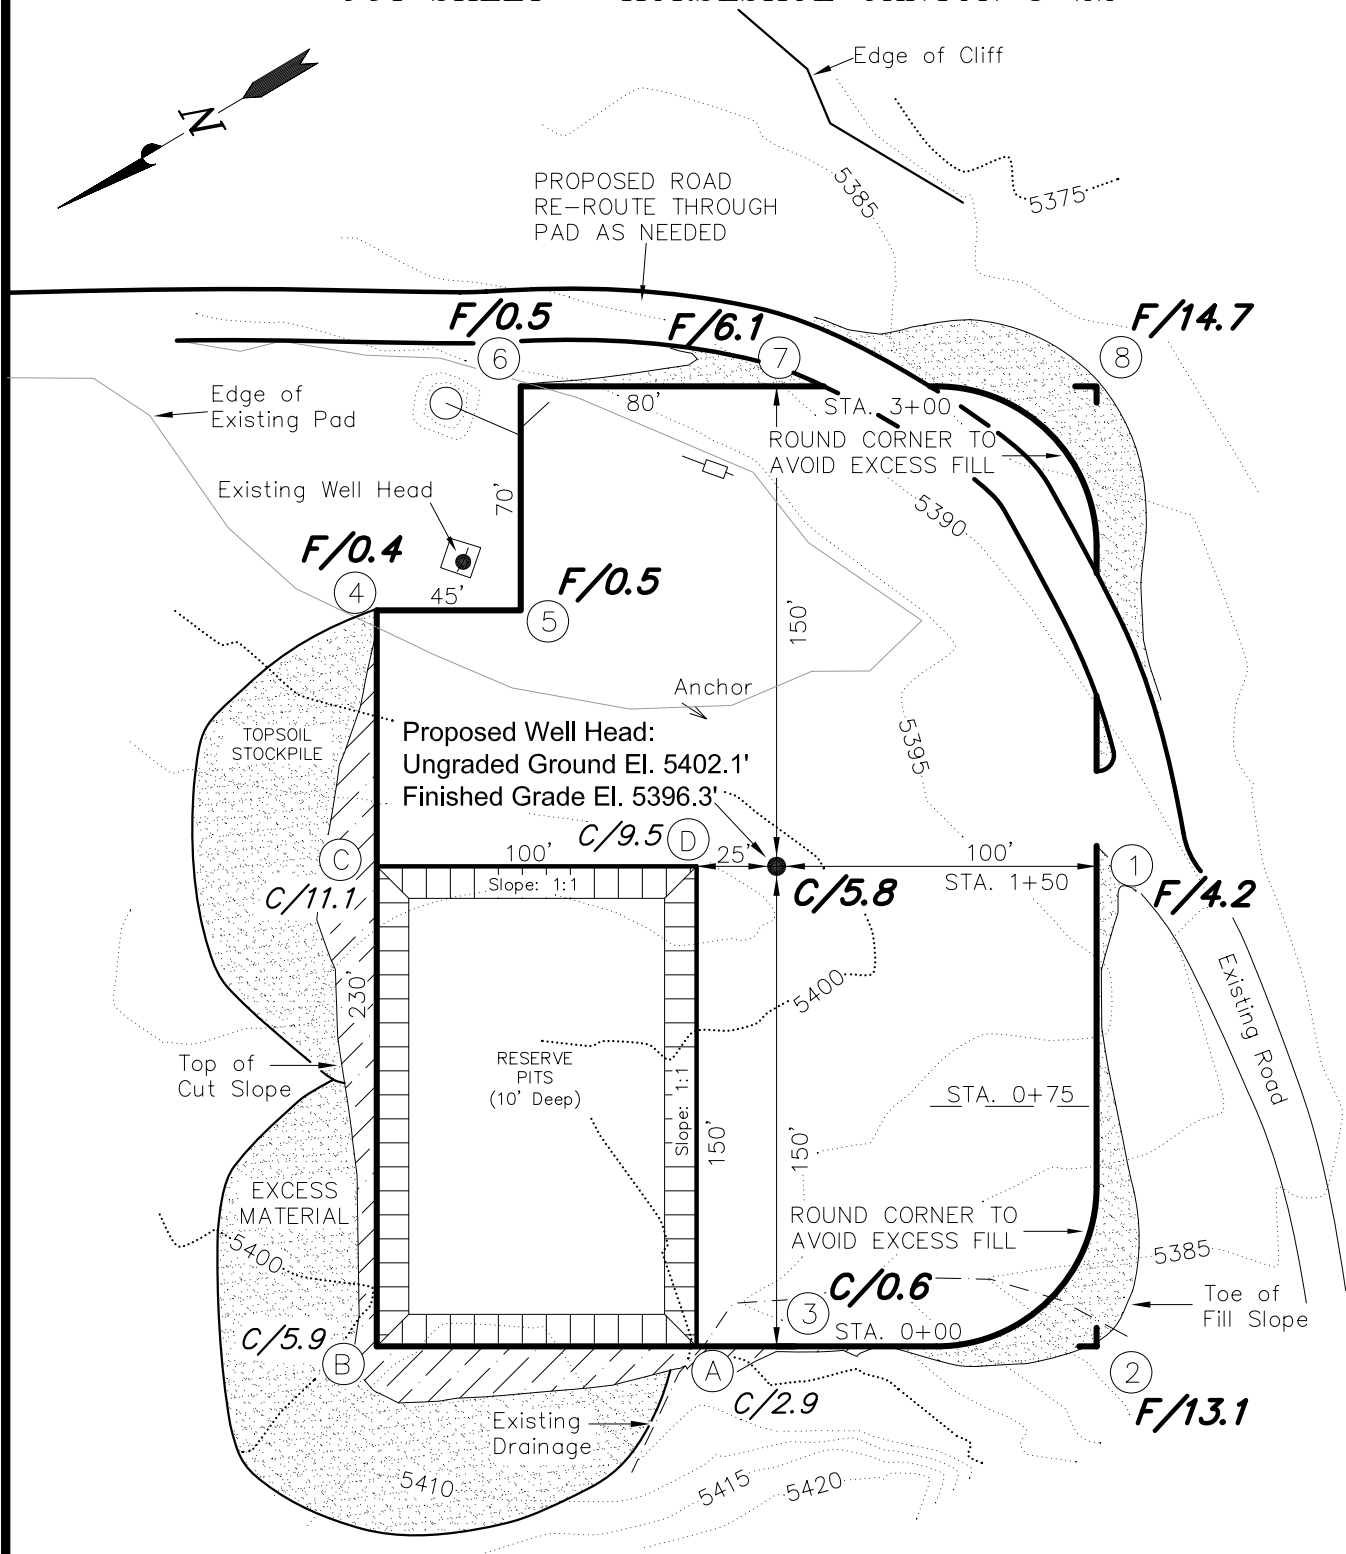 Edge of Cliff
N
PROPOSED ROAD
RE-ROUTE THROUGH
PAD AS NEEDED
5385
5375
F/0.5
F/6.1
F/14.7
6
7
8
Edge of
Existing Pad
80'
STA. 3+00
ROUND CORNER TO
AVOID EXCESS FILL
Existing Well Head
70'
5390
F/0.4
4
45'
F/0.5
5
150'
Anchor
TOPSOIL
STOCKPILE
Proposed Well Head:
Ungraded Ground El. 5402.1'
Finished Grade El. 5396.3'
5395
C/9.5
D
C
100'
25'
100'
1
Slope: 1:1
STA. 1+50
C/11.1
C/5.8
F/4.2
230'
5400
Existing Road
Top of
Cut Slope
RESERVE
PITS
(10' Deep)
Slope: 1:1
STA. 0+75
150'
150'
EXCESS
MATERIAL
ROUND CORNER TO
AVOID EXCESS FILL
5400
5385
C/0.6
3
Toe of
Fill Slope
C/5.9
B
STA. 0+00
A
2
C/2.9
F/13.1
Existing
Drainage
5410
5415
5420